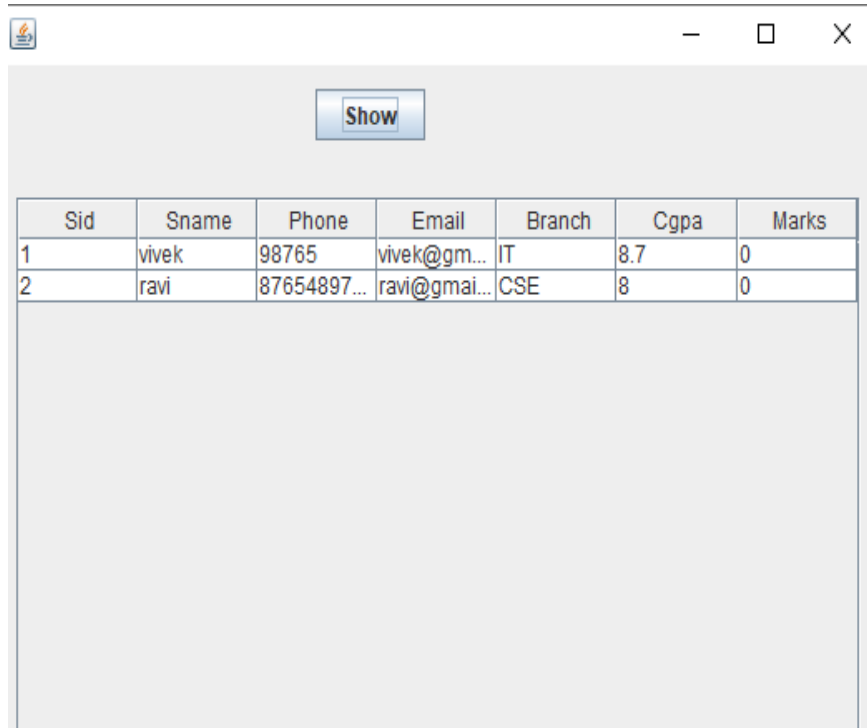 Show
Sid Sname Phone Email Branch Cgpa Marks
1 vivek 98765 vivek@gm... IT 8.7 0
2 ravi 87654897... ravi@gmai... CSE 8 0